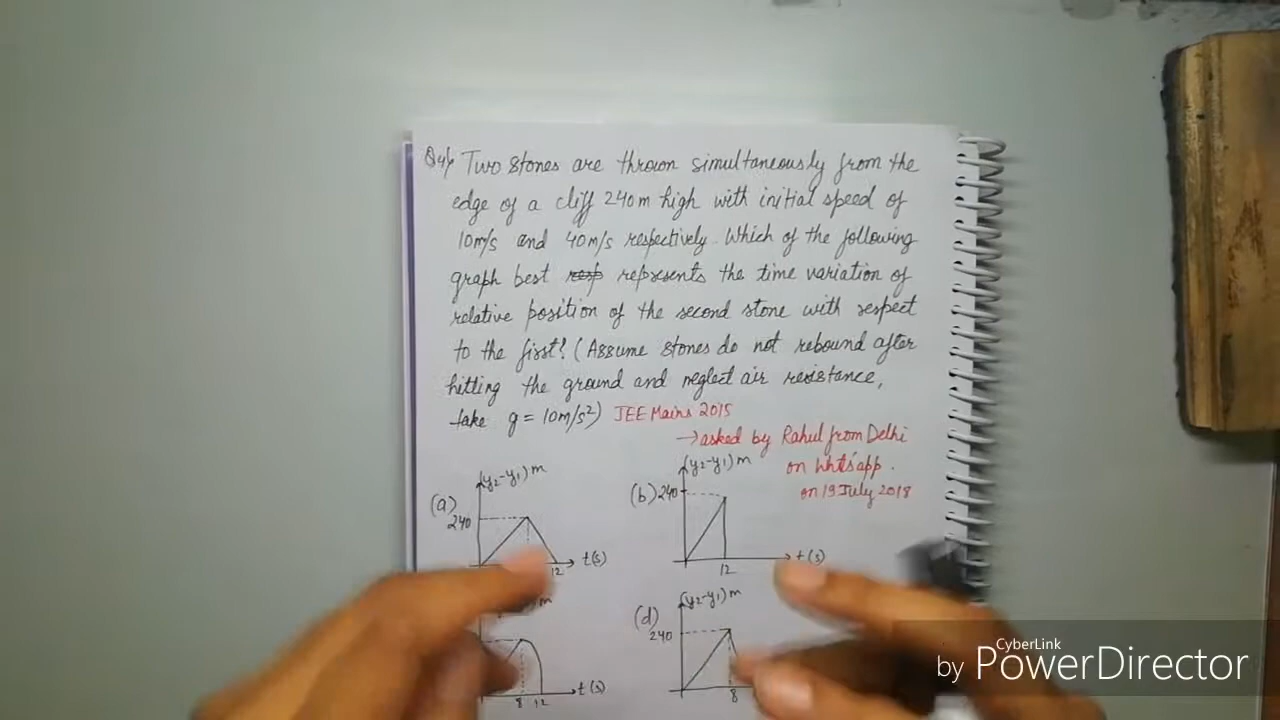 Q4/ Two stones are thrown simultaneously from the
edge of a cliff 240m high with initial speed of
10m/s and 40m/s respectively. Which of the following
graph best resp represents the time variation of
relative position of the second stone with respect
to the first? (Assume stones do not rebound after
hitting the ground and neglect air resistance,
take g = 10m/s²) JEE Mains 2015
→asked by Rahul from Delhi
on Whtsapp.
on 19 July 2018
(a)
(y₂-y₁)m
240
12
t(s)
(b)
(y₂-y₁)m
240
12
t(s)
m
8 12
t(s)
(d)
(y₂-y₁)m
240
8
CyberLink
by PowerDirector